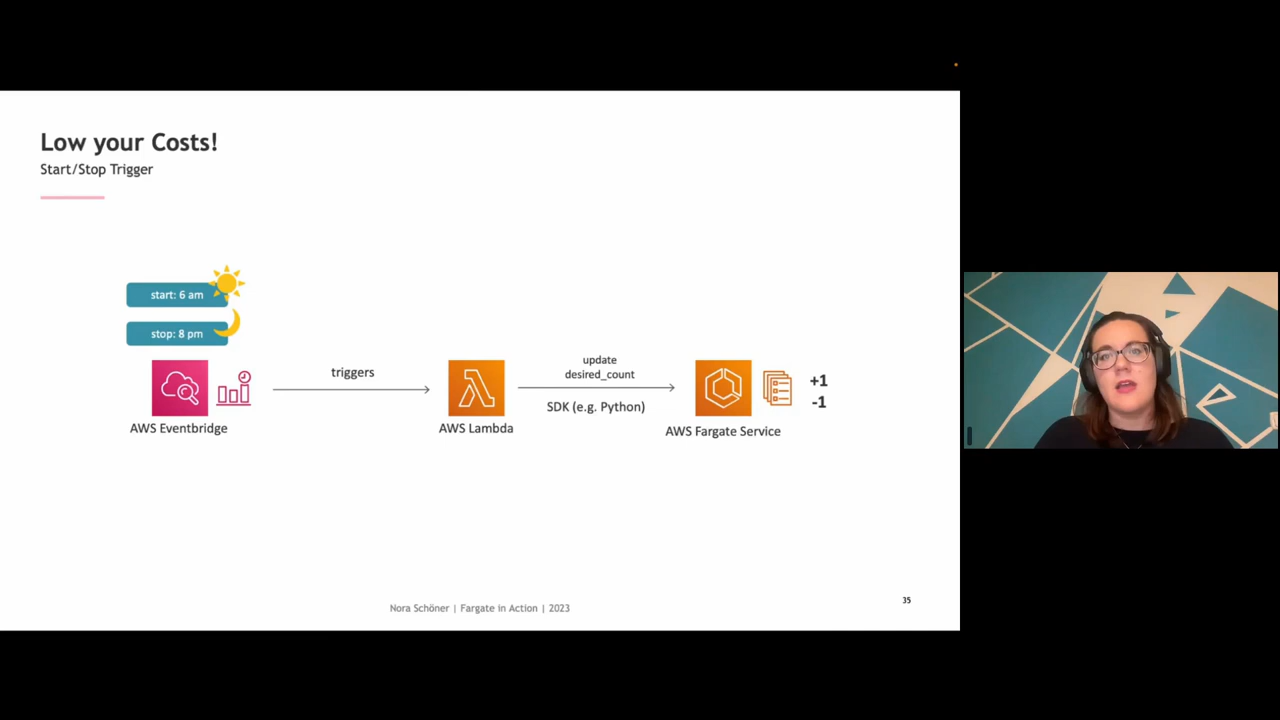 Low your Costs!
Start/Stop Trigger
start: 6 am
stop: 8 pm
triggers
update
desired_count
SDK (e.g. Python)
+1
-1
AWS Eventbridge
AWS Lambda
AWS Fargate Service
Nora Schöner | Fargate in Action | 2023
35